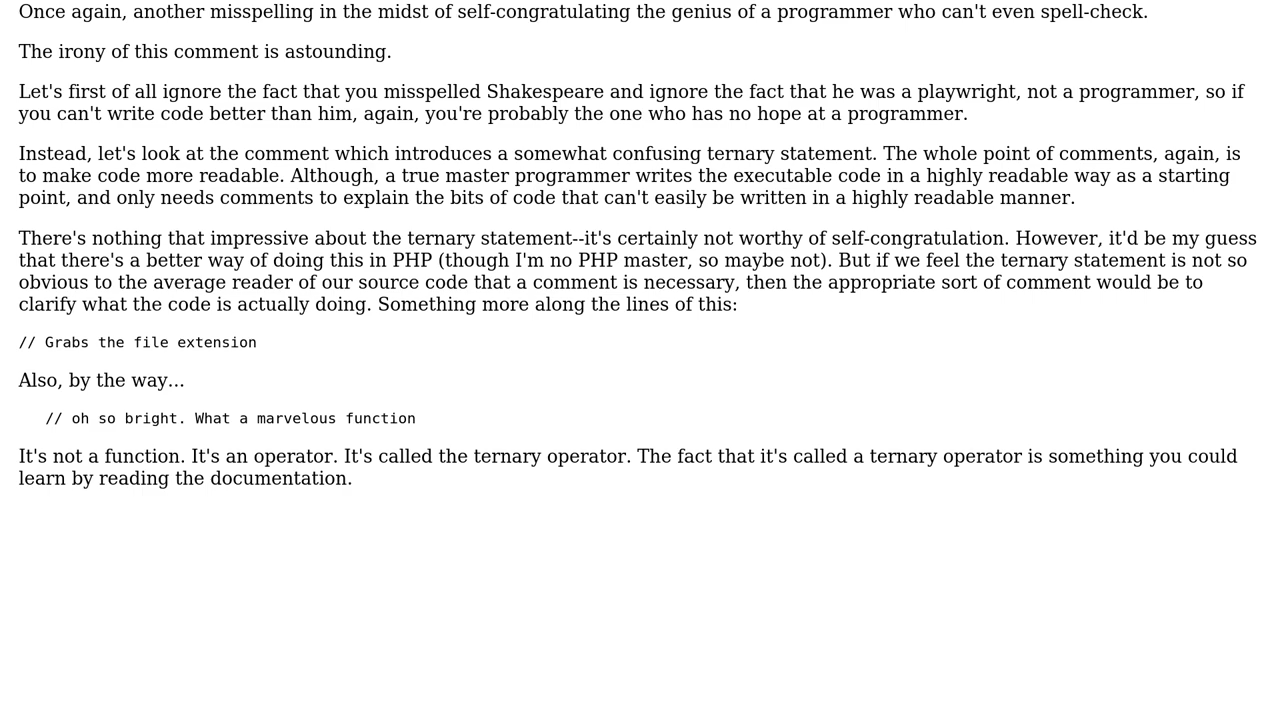 Once again, another misspelling in the midst of self-congratulating the genius of a programmer who can't even spell-check.
The irony of this comment is astounding.
Let's first of all ignore the fact that you misspelled Shakespeare and ignore the fact that he was a playwright, not a programmer, so if
you can't write code better than him, again, you're probably the one who has no hope at a programmer.
Instead, let's look at the comment which introduces a somewhat confusing ternary statement. The whole point of comments, again, is
to make code more readable. Although, a true master programmer writes the executable code in a highly readable way as a starting
point, and only needs comments to explain the bits of code that can't easily be written in a highly readable manner.
There's nothing that impressive about the ternary statement--it's certainly not worthy of self-congratulation. However, it'd be my guess
that there's a better way of doing this in PHP (though I'm no PHP master, so maybe not). But if we feel the ternary statement is not so
obvious to the average reader of our source code that a comment is necessary, then the appropriate sort of comment would be to
clarify what the code is actually doing. Something more along the lines of this:
// Grabs the file extension
Also, by the way...
// oh so bright. What a marvelous function
It's not a function. It's an operator. It's called the ternary operator. The fact that it's called a ternary operator is something you could
learn by reading the documentation.